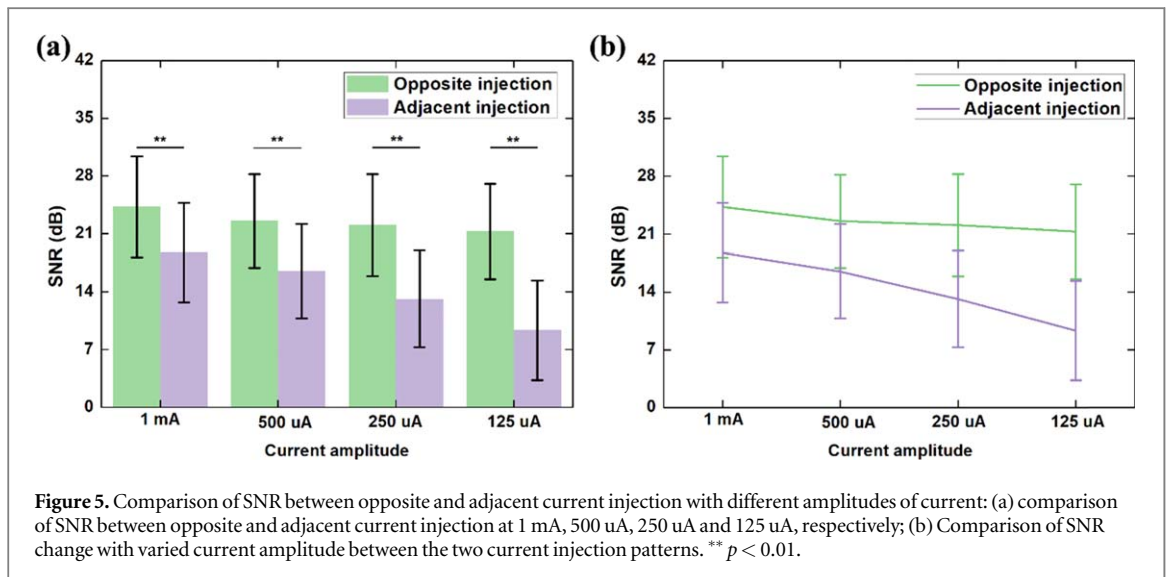 (a)
42
35
28
21
14
7
0
SNR (dB)
Opposite injection
Adjacent injection
**
**
**
**
1 mA
500 uA
250 uA
125 uA
Current amplitude
(b)
42
35
28
21
14
7
0
SNR (dB)
Opposite injection
Adjacent injection
1 mA
500 uA
250 uA
125 uA
Current amplitude
Figure 5. Comparison of SNR between opposite and adjacent current injection with different amplitudes of current: (a) comparison
of SNR between opposite and adjacent current injection at 1 mA, 500 uA, 250 uA and 125 uA, respectively; (b) Comparison of SNR
change with varied current amplitude between the two current injection patterns. ** p < 0.01.